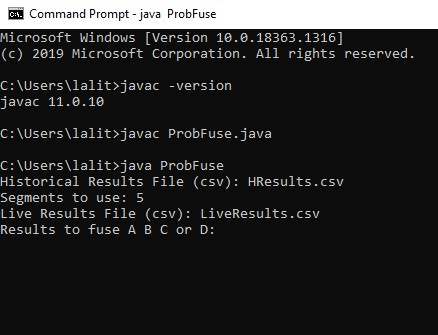 Command Prompt - java  ProbFuse
Microsoft Windows [Version 10.0.18363.1316]
(c) 2019 Microsoft Corporation. All rights reserved.
C:\Users\lalit>javac -version
javac 11.0.10
C:\Users\lalit>javac ProbFuse.java
C:\Users\lalit>java ProbFuse
Historical Results File (csv): HResults.csv
Segments to use: 5
Live Results File (csv): LiveResults.csv
Results to fuse A B C or D: